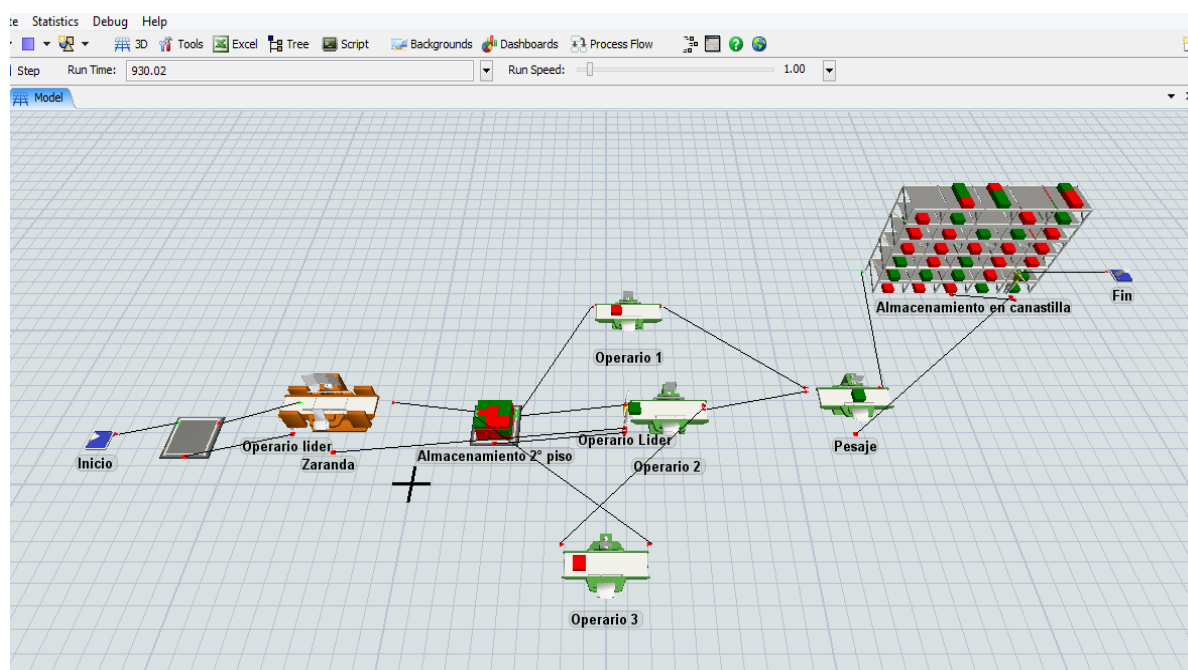 Statistics Debug Help
3D Tools Excel Tree Script Backgrounds Dashboards Process Flow
Step Run Time: 930.02 Run Speed: 1.00
Model
Almacenamiento en canastilla
Fin
Operario 1
Operario lider
Zaranda
Inicio
Almacenamiento 2° piso
Operario Lider
Operario 2
Pesaje
Operario 3